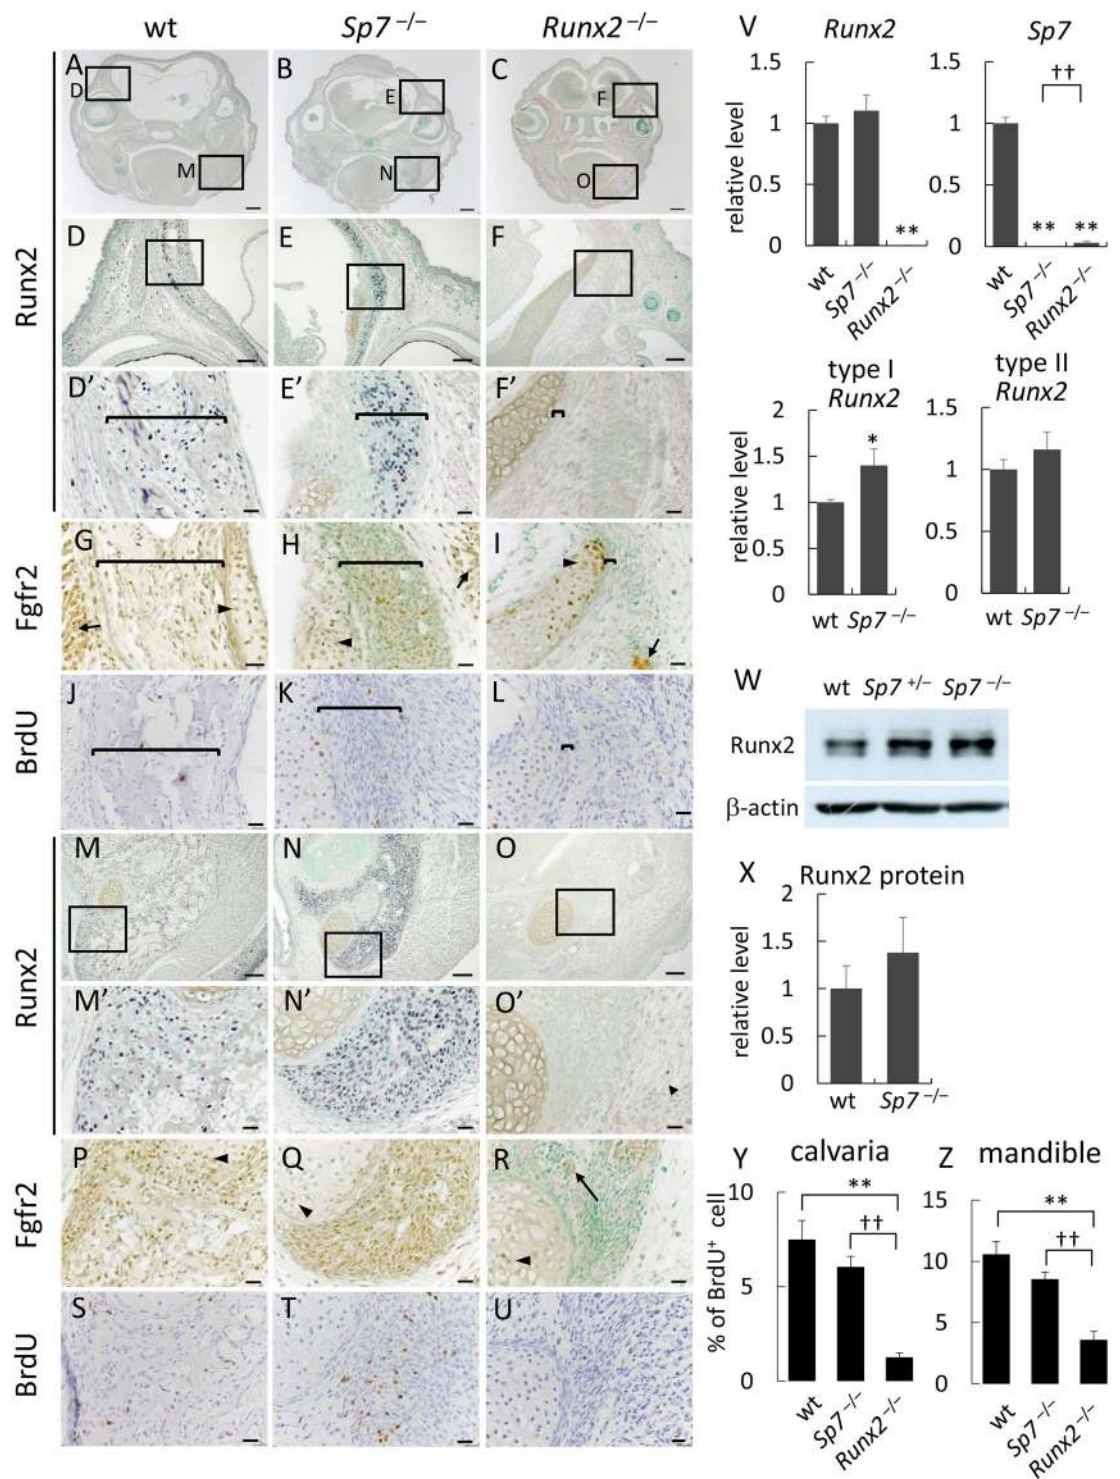 wt Sp7 –/– Runx2 –/–
A B C
D E F
M N O
D E F
Runx2
D’ E’ F’
G H I
Fgfr2
J K L
BrdU
M N O
Runx2
M’ N’ O’
P Q R
Fgfr2
S T U
BrdU
V Runx2 Sp7
1.5 1.5
††
1 1
relative level
0.5 0.5
** ** **
0 0
wt Sp7 –/– Runx2 –/– wt Sp7 –/– Runx2 –/–
type I type II
Runx2 Runx2
2 1.5
1.5 *
1 1
relative level
0.5 0.5
0 0
wt Sp7 –/– wt Sp7 –/–
W wt Sp7 +/– Sp7 –/–
Runx2
β-actin
X Runx2 protein
2
1.5
1
relative level
0.5
0
wt Sp7 –/–
Y calvaria Z mandible
10 ** 15 **
†† ††
10
5
% of BrdU+ cell
5
0 0
wt Sp7 –/– Runx2 –/– wt Sp7 –/– Runx2 –/–